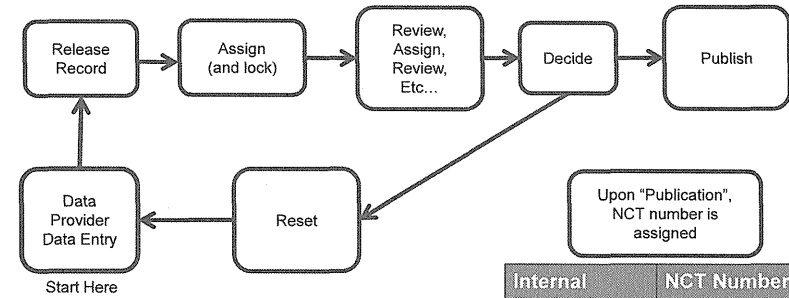 Release
Record
Assign
(and lock)
Review,
Assign,
Review,
Etc...
Decide
Publish
Data
Provider
Data Entry
Start Here
Reset
Upon "Publication",
NCT number is
assigned
Internal
NCT Number